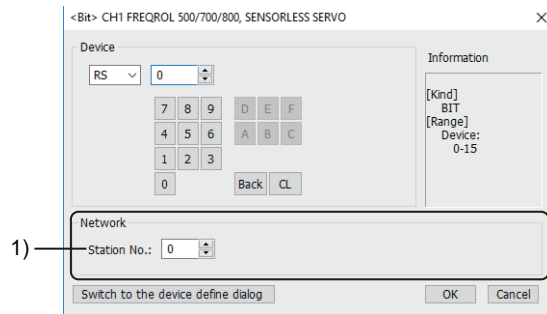 <Bit> CH1 FREQROL 500/700/800, SENSORLESS SERVO
Device
RS 0
7 8 9 D E F
4 5 6 A B C
1 2 3
0 Back CL
Information
[Kind]
BIT
[Range]
Device:
0-15
1)
Network
Station No.: 0
Switch to the device define dialog OK Cancel